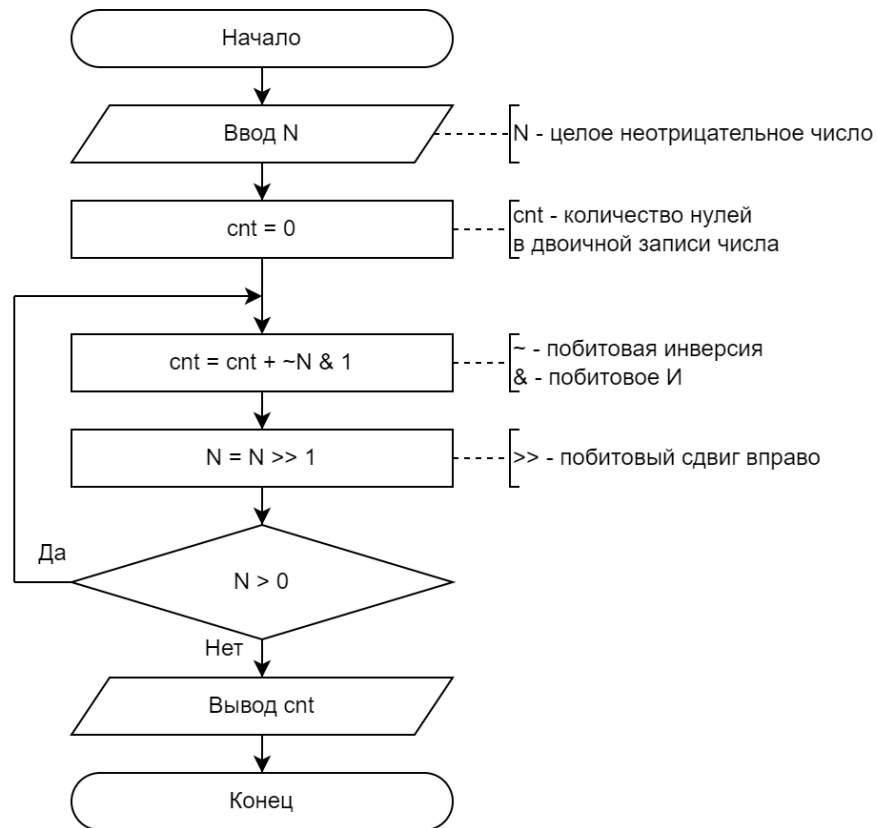 Начало
Ввод N
N - целое неотрицательное число
cnt = 0
cnt - количество нулей
в двоичной записи числа
cnt = cnt + ~N & 1
~ - побитовая инверсия
& - побитовое И
N = N >> 1
>> - побитовый сдвиг вправо
Да
N > 0
Нет
Вывод cnt
Конец